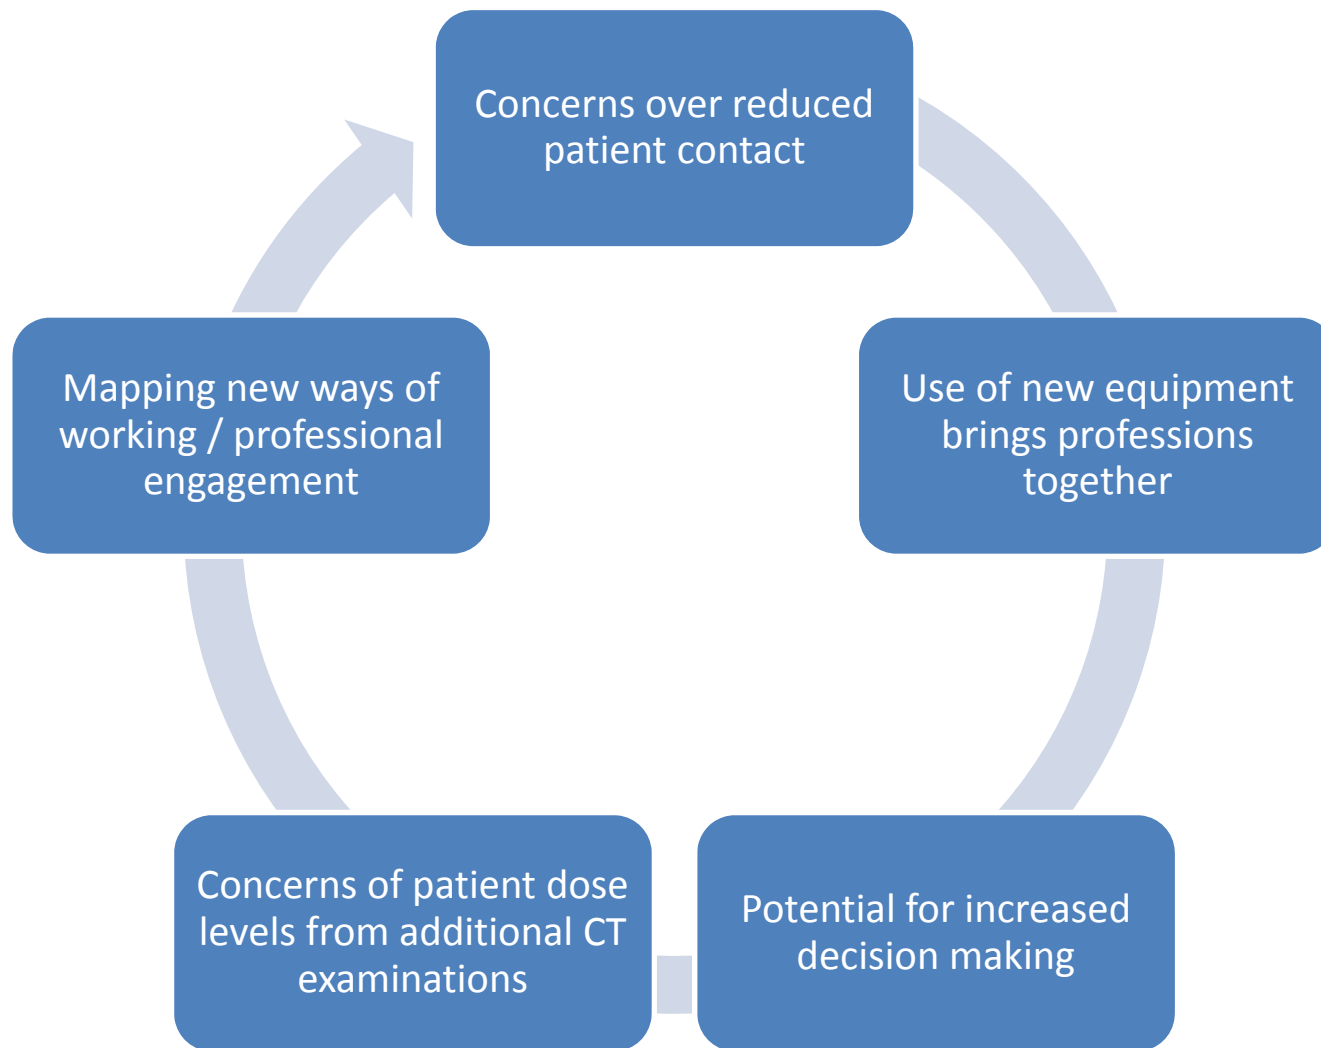 Concerns over reduced
patient contact
Use of new equipment
brings professions
together
Potential for increased
decision making
Concerns of patient dose
levels from additional CT
examinations
Mapping new ways of
working / professional
engagement